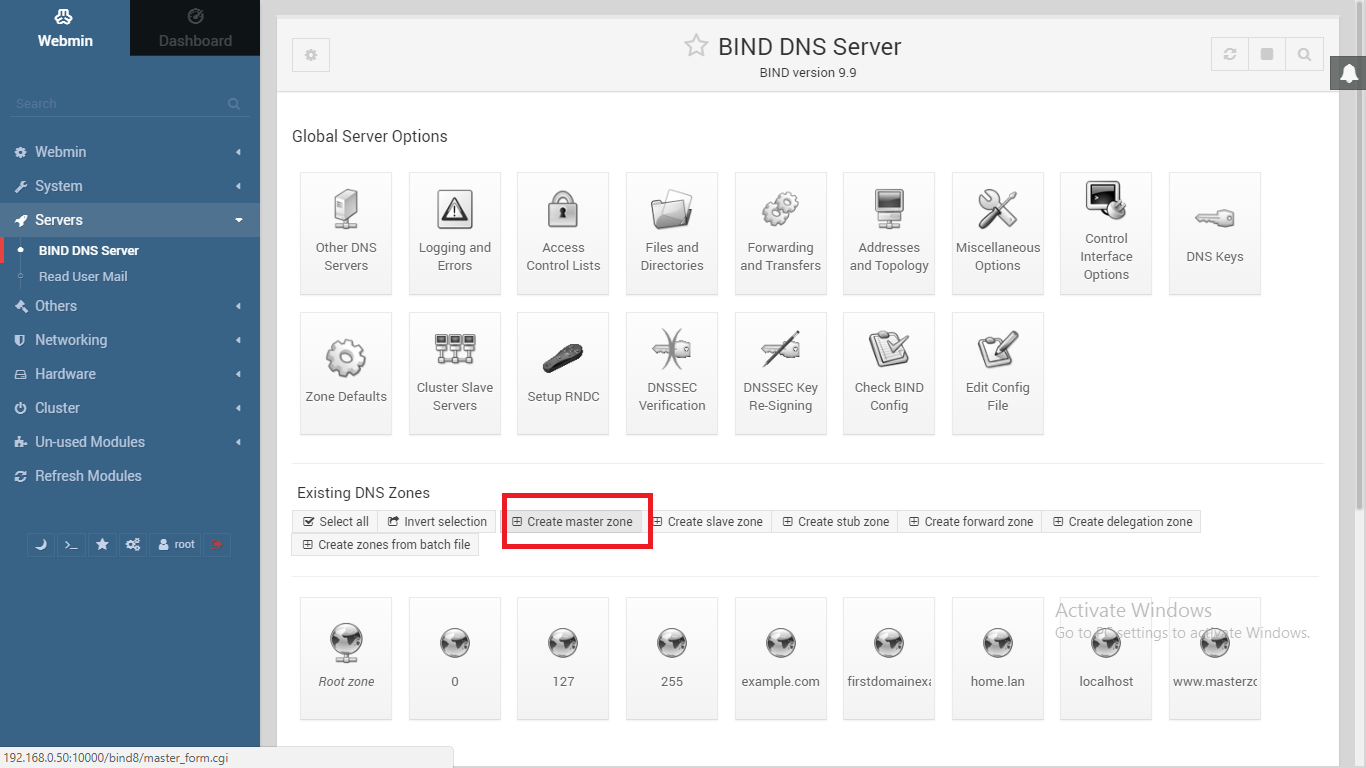 Webmin
Dashboard
BIND DNS Server
BIND version 9.9
Search
Webmin
System
Servers
BIND DNS Server
Read User Mail
Others
Networking
Hardware
Cluster
Un-used Modules
Refresh Modules
root
Global Server Options
Other DNS
Servers
Logging and
Errors
Access
Control Lists
Files and
Directories
Forwarding
and Transfers
Addresses
and Topology
Miscellaneous
Options
Control
Interface
Options
DNS Keys
Zone Defaults
Cluster Slave
Servers
Setup RNDC
DNSSEC
Verification
DNSSEC Key
Re-Signing
Check BIND
Config
Edit Config
File
Existing DNS Zones
Select all
Invert selection
Create master zone
Create slave zone
Create stub zone
Create forward zone
Create delegation zone
Create zones from batch file
Root zone
0
127
255
example.com
firstdomainexa
home.lan
localhost
www.masterzo
Activate Windows
Go to PC settings to activate Windows.
192.168.0.50:10000/bind8/master_form.cgi